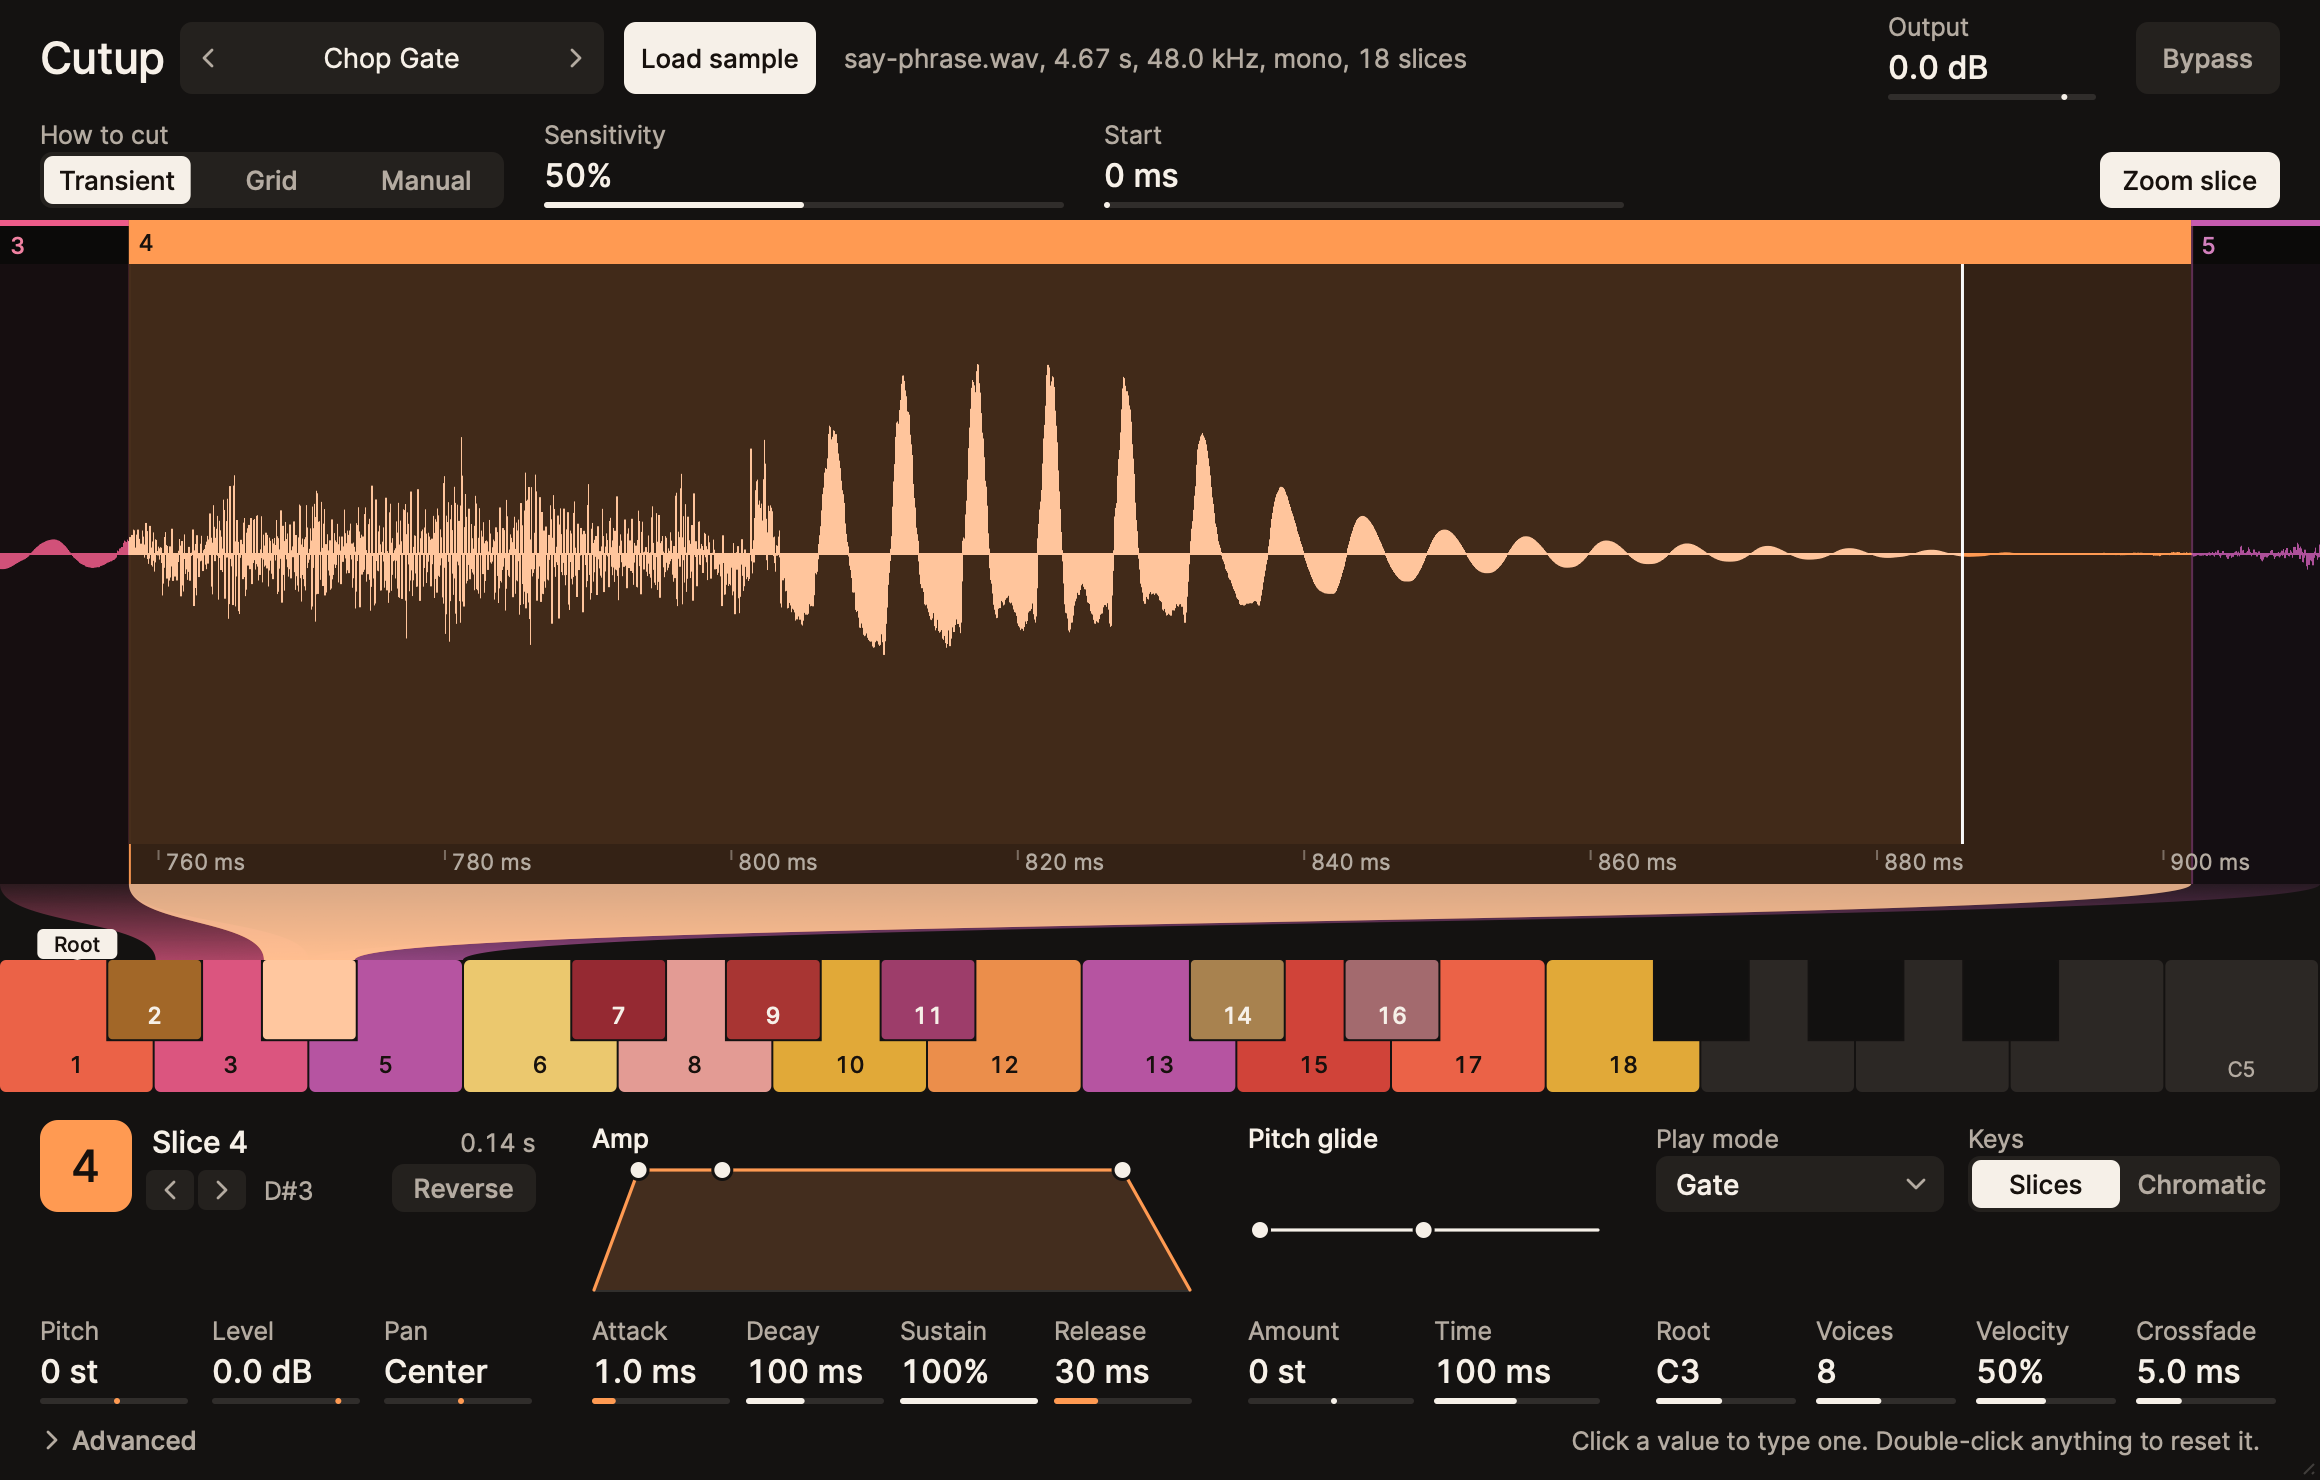 Cutup
Chop Gate
Load sample
say-phrase.wav, 4.67 s, 48.0 kHz, mono, 18 slices
Output
0.0 dB
Bypass
How to cut
Transient
Grid
Manual
Sensitivity
50%
Start
0 ms
Zoom slice
3
4
5
760 ms
780 ms
800 ms
820 ms
840 ms
860 ms
880 ms
900 ms
Root
2
7
9
11
14
16
1
3
5
6
8
10
12
13
15
17
18
C5
4
Slice 4
0.14 s
D#3
Reverse
Amp
Pitch glide
Play mode
Gate
Keys
Slices
Chromatic
Pitch
0 st
Level
0.0 dB
Pan
Center
Attack
1.0 ms
Decay
100 ms
Sustain
100%
Release
30 ms
Amount
0 st
Time
100 ms
Root
C3
Voices
8
Velocity
50%
Crossfade
5.0 ms
Advanced
Click a value to type one. Double-click anything to reset it.